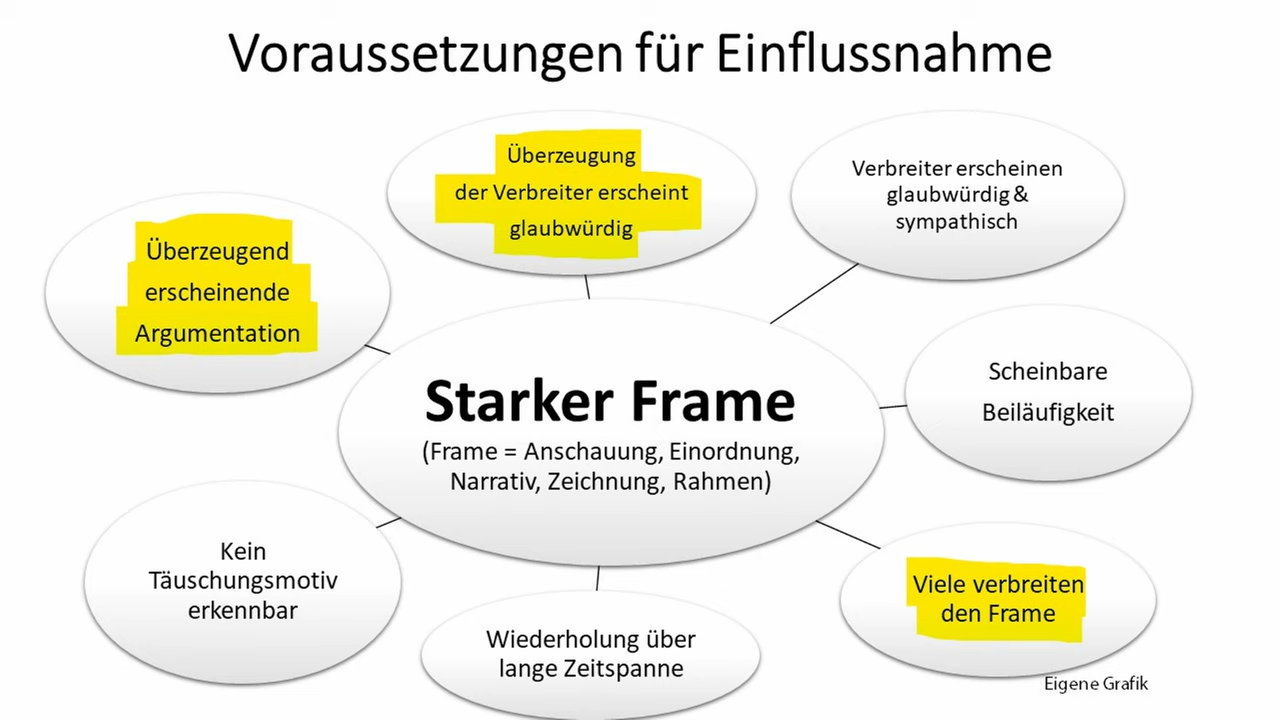 Voraussetzungen für Einflussnahme
Überzeugung
der Verbreiter erscheint
glaubwürdig
Verbreiter erscheinen
glaubwürdig &
sympathisch
Überzeugend
erscheinende
Argumentation
Starker Frame
(Frame = Anschauung, Einordnung,
Narrativ, Zeichnung, Rahmen)
Scheinbare
Beiläufigkeit
Kein
Täuschungsmotiv
erkennbar
Wiederholung über
lange Zeitspanne
Viele verbreiten
den Frame
Eigene Grafik